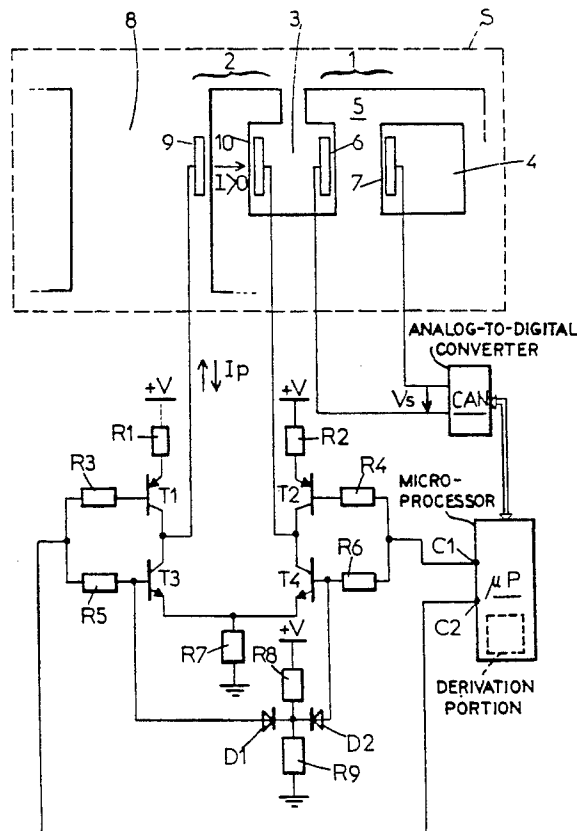 8 3 S
2 1
5
9 10 6
I>0
7 4
ANALOG-TO-DIGITAL
CONVERTER
Ip
+V +V Vs CAN
R1 R2
MICRO-
PROCESSOR
R3 T1 T2 R4
C1
R5 T3 T4 R6 μP
C2
+V
R7 R8
DERIVATION
PORTION
D1 D2
R9